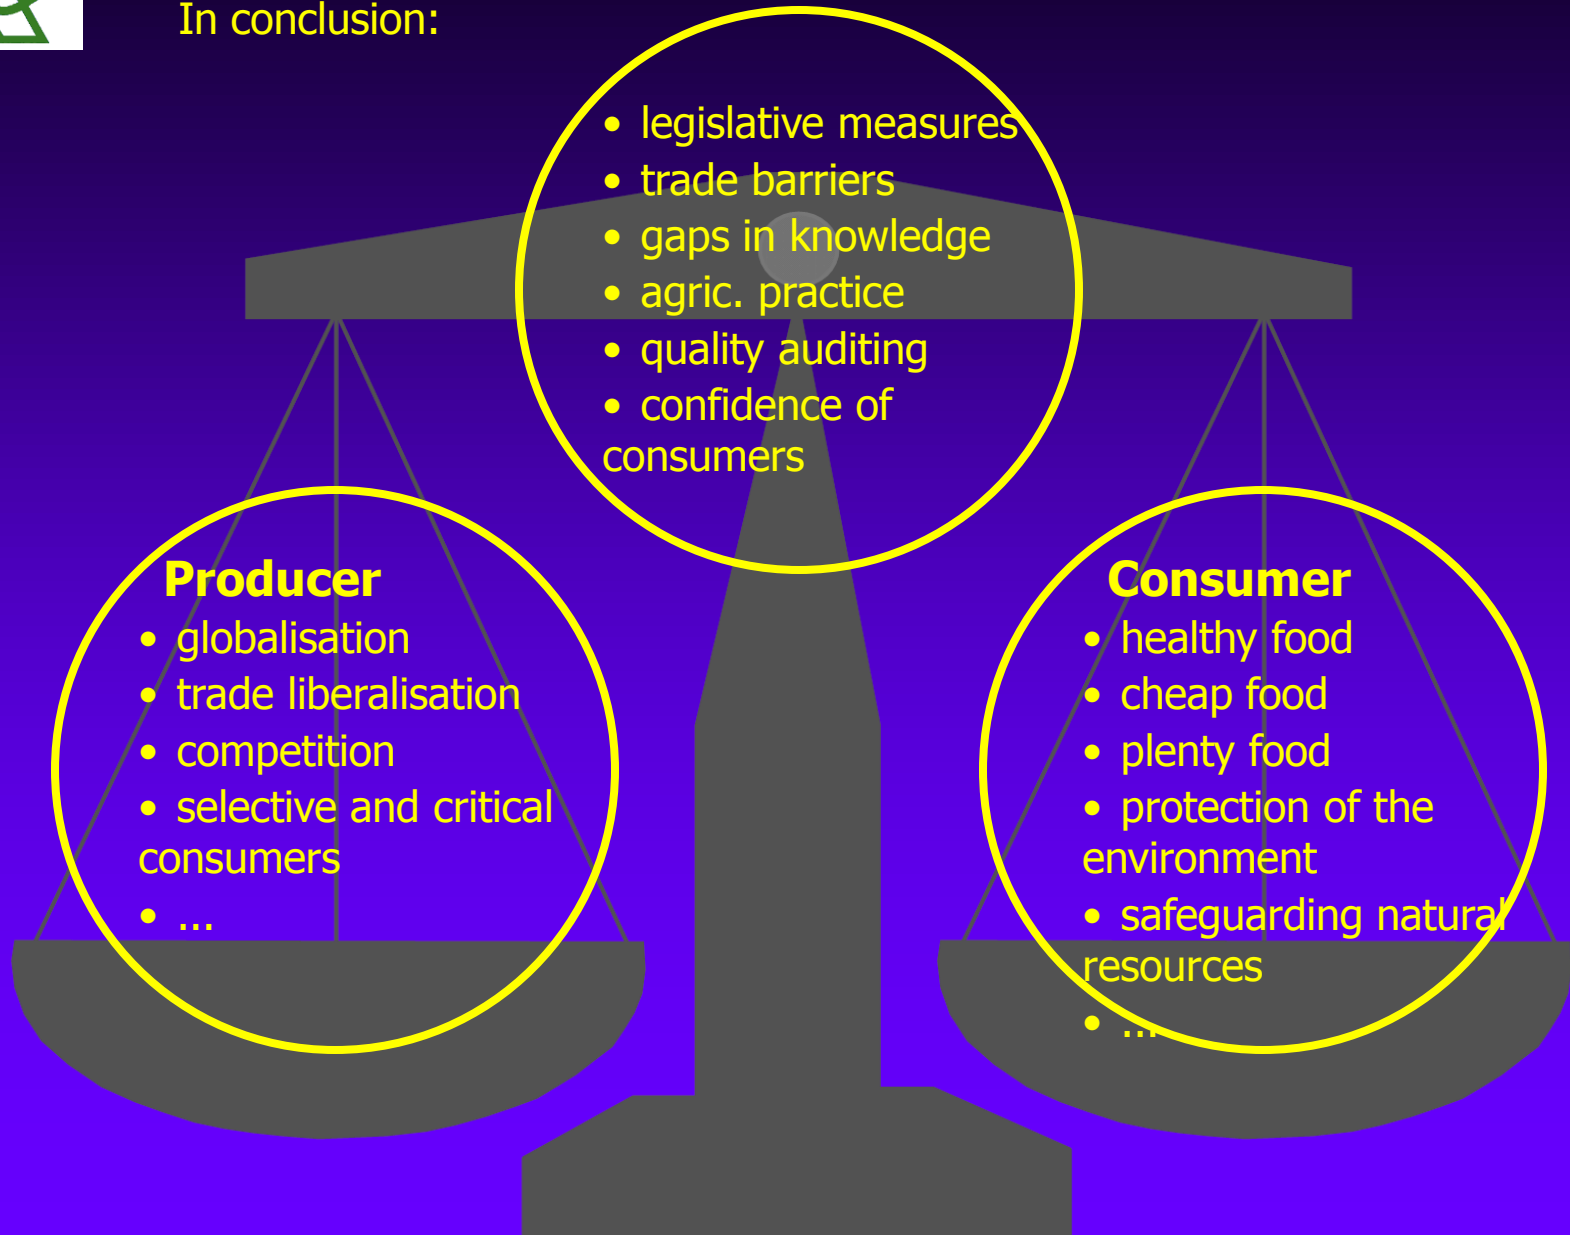 In conclusion:
• legislative measures
• trade barriers
• gaps in knowledge
• agric. practice
• quality auditing
• confidence of
consumers
Producer
• globalisation
• trade liberalisation
• competition
• selective and critical
consumers
• ...
Consumer
• healthy food
• cheap food
• plenty food
• protection of the
environment
• safeguarding natural
resources
• ...